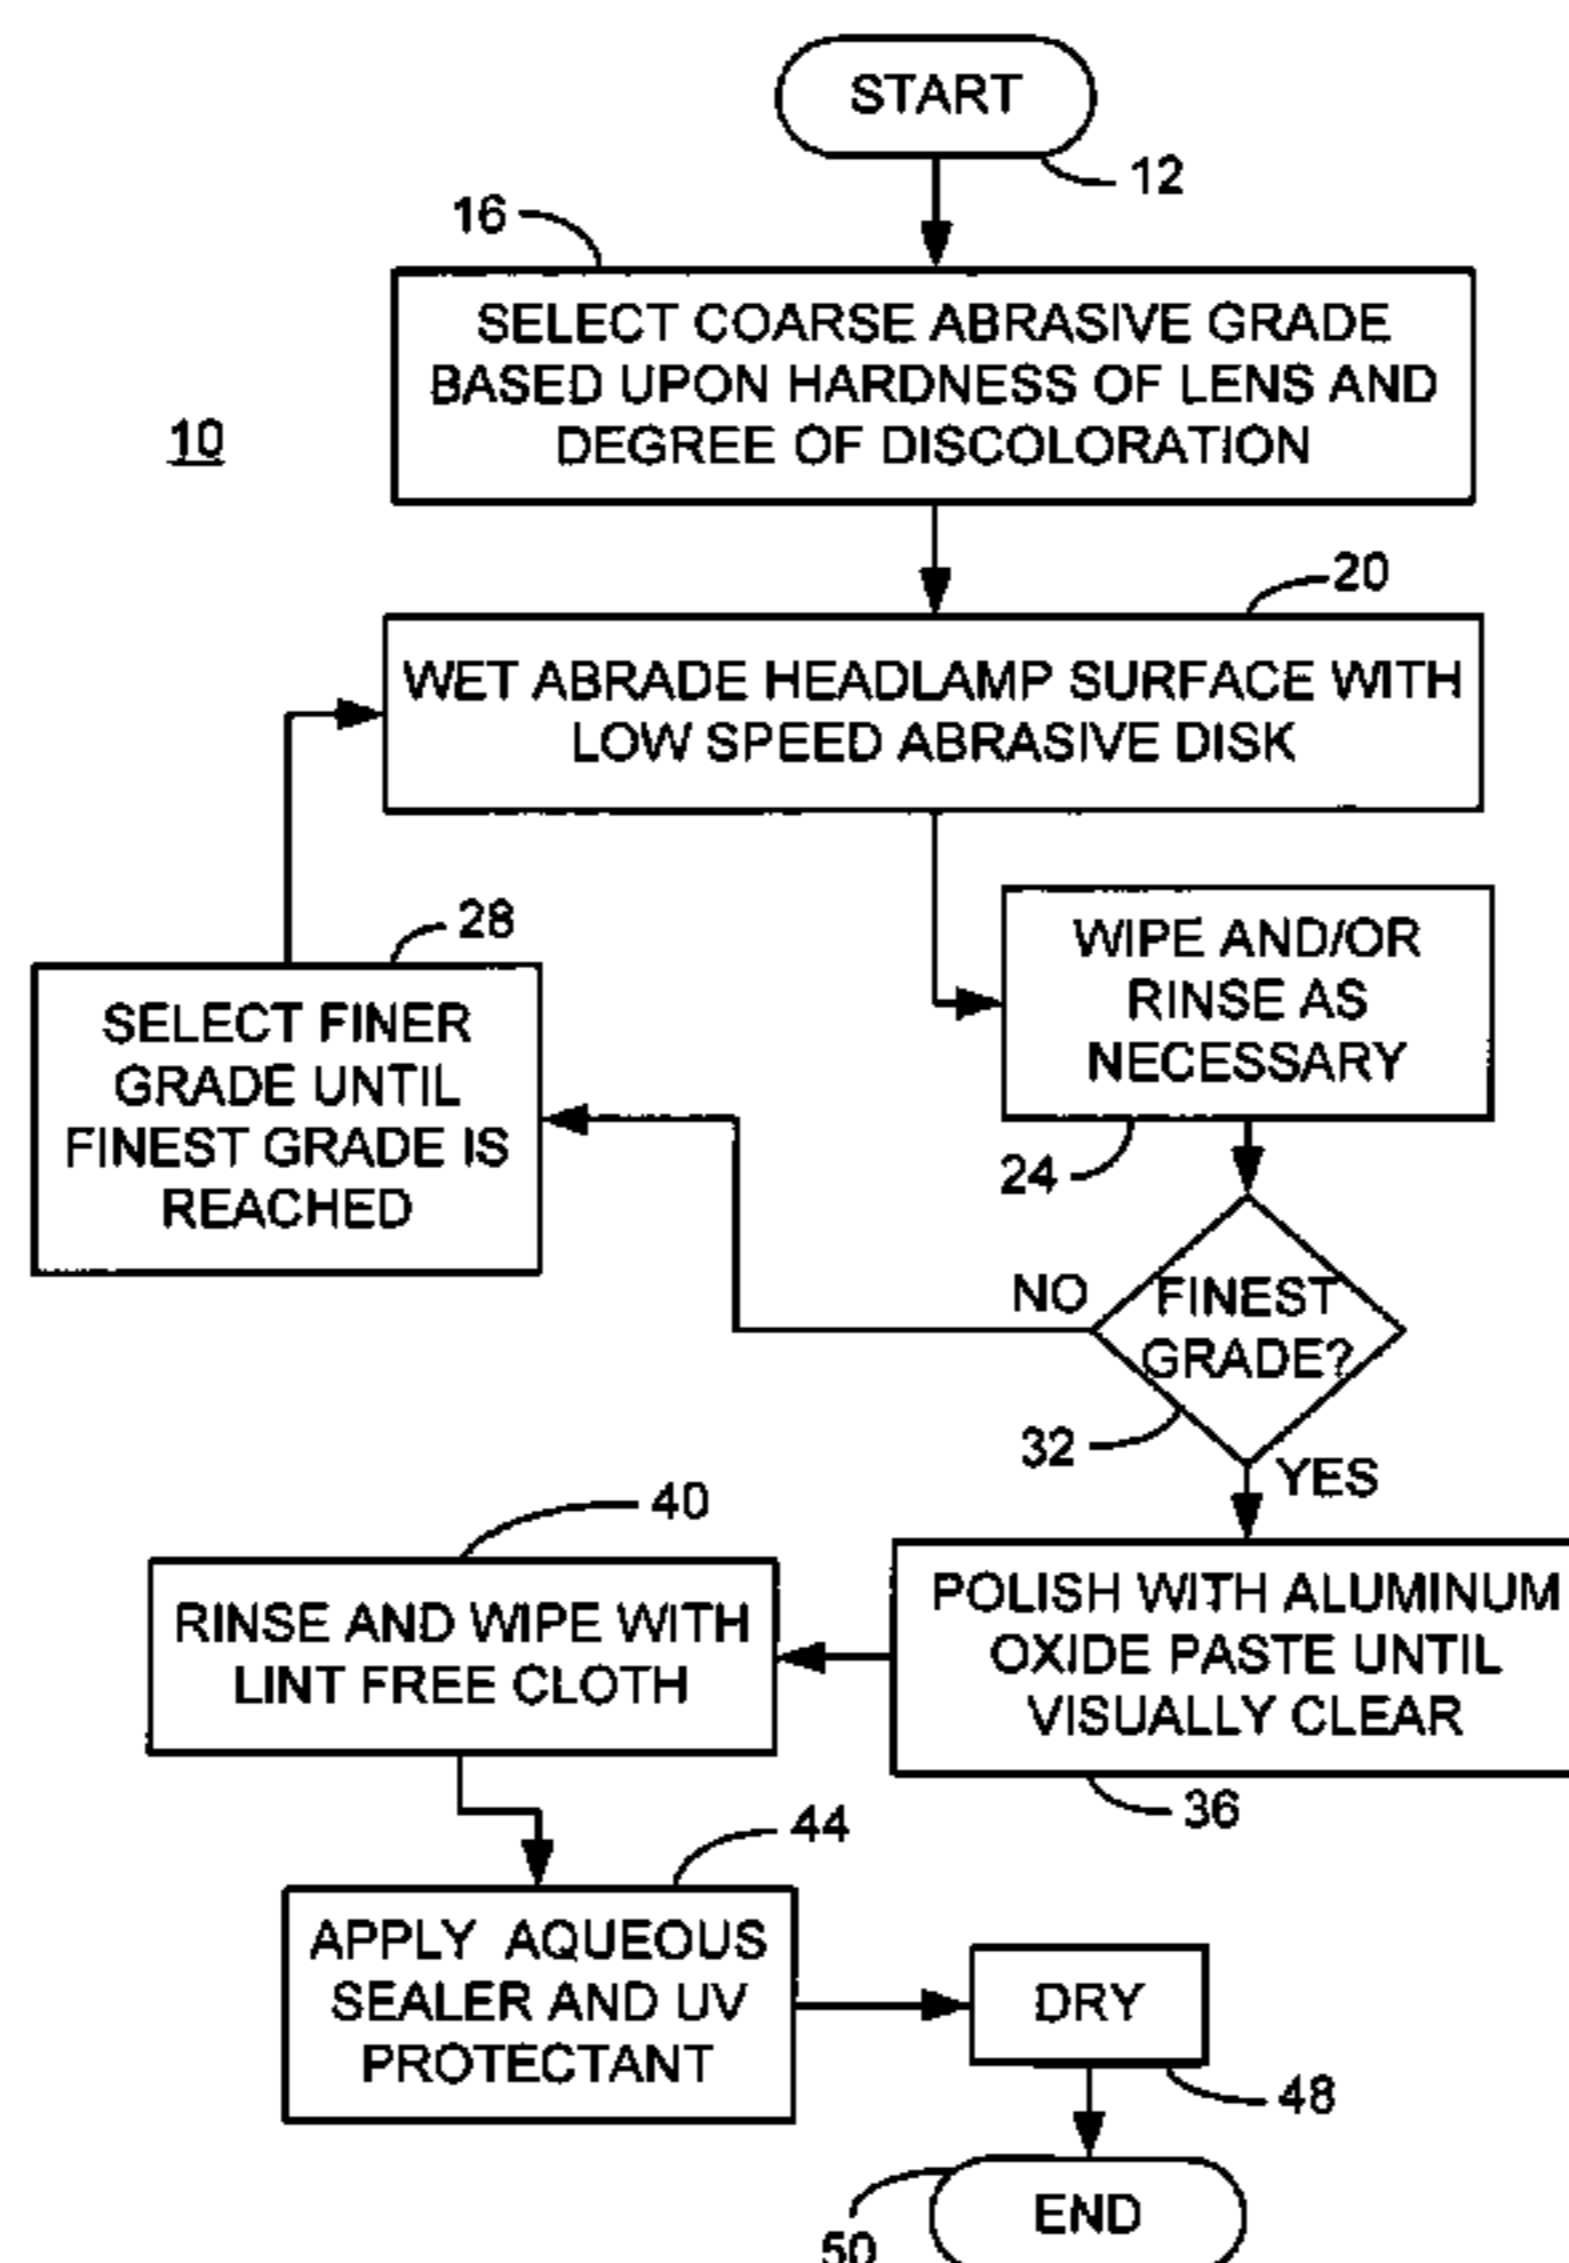 START
12
16
SELECT COARSE ABRASIVE GRADE
BASED UPON HARDNESS OF LENS AND
DEGREE OF DISCOLORATION
10
20
WET ABRADE HEADLAMP SURFACE WITH
LOW SPEED ABRASIVE DISK
28
WIPE AND/OR
RINSE AS
NECESSARY
24
SELECT FINER
GRADE UNTIL
FINEST GRADE IS
REACHED
NO
FINEST
GRADE?
32
YES
40
POLISH WITH ALUMINUM
OXIDE PASTE UNTIL
VISUALLY CLEAR
36
RINSE AND WIPE WITH
LINT FREE CLOTH
44
APPLY AQUEOUS
SEALER AND UV
PROTECTANT
DRY
48
END
50